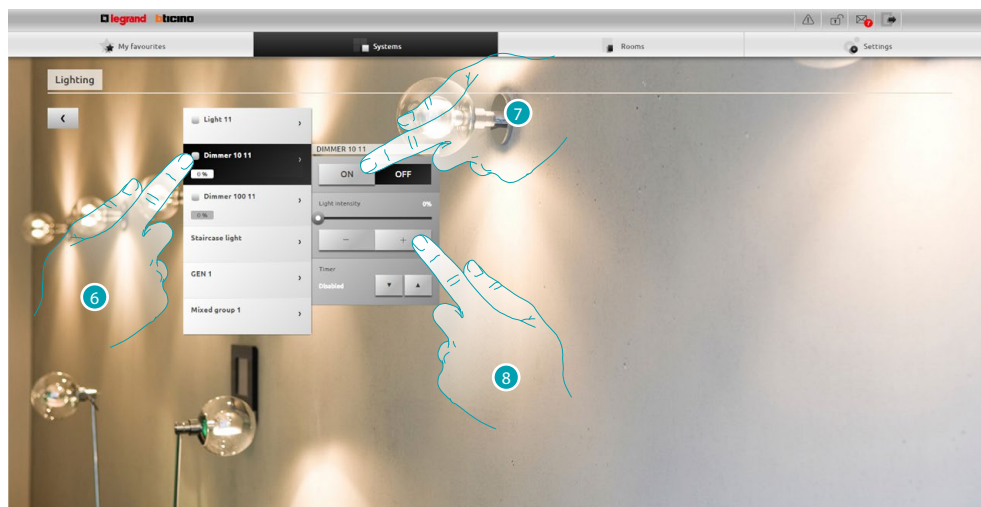 legrand bticino
7
My favourites
Systems
Rooms
Settings
Lighting
Light 11
Dimmer 10 11
0 %
Dimmer 100 11
0 %
Staircase light
GEN 1
Mixed group 1
DIMMER 10 11
ON
OFF
Light intensity
0%
−
+
Timer
Disabled
6
7
8